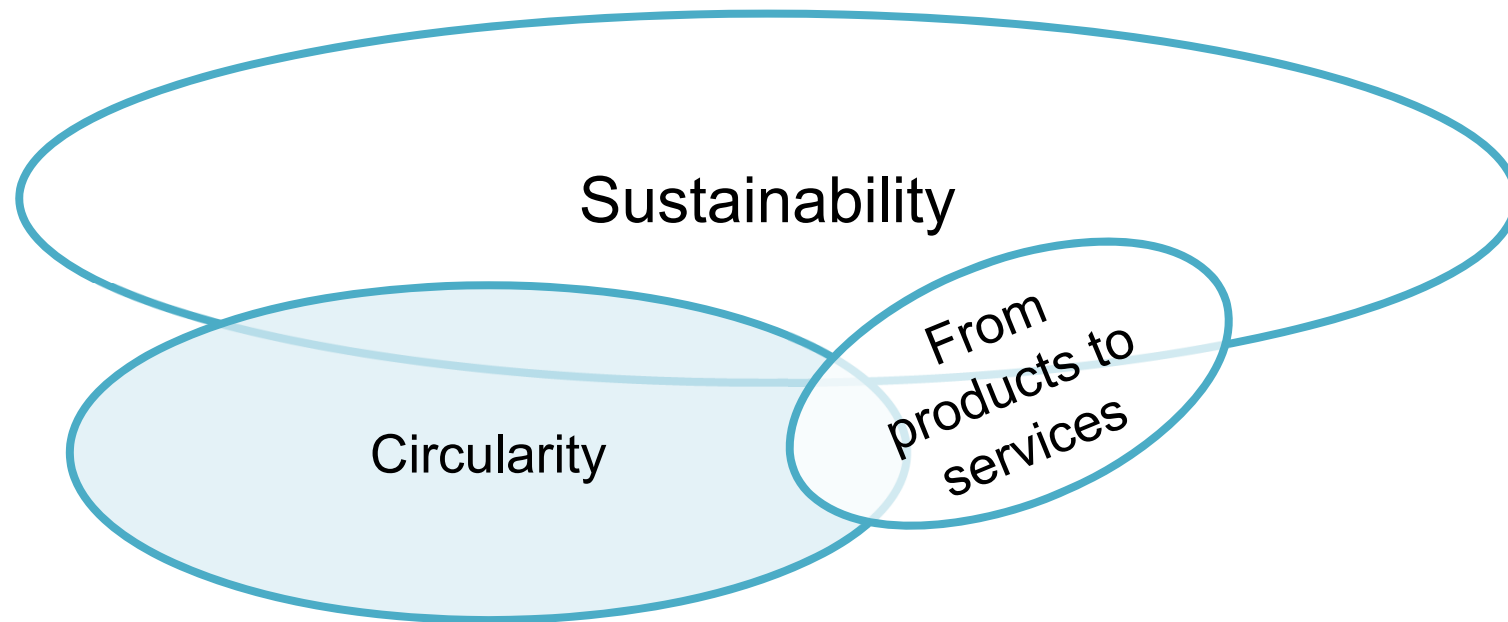 Sustainability
From
products to
services
Circularity